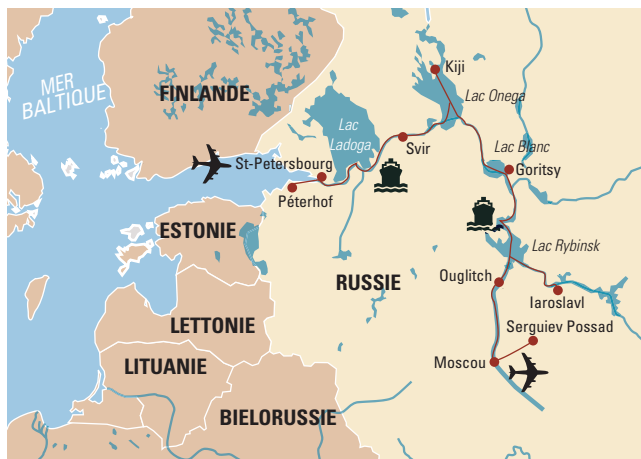 MER
BALTIQUE
FINLANDE
Kiji
Lac Onega
Lac
Ladoga
Svir
Lac Blanc
St-Petersbourg
Goritsy
Péterhof
ESTONIE
Lac Rybinsk
RUSSIE
Ouglitch
Iaroslavl
LETTONIE
Serguiev Possad
LITUANIE
Moscou
BIELORUSSIE